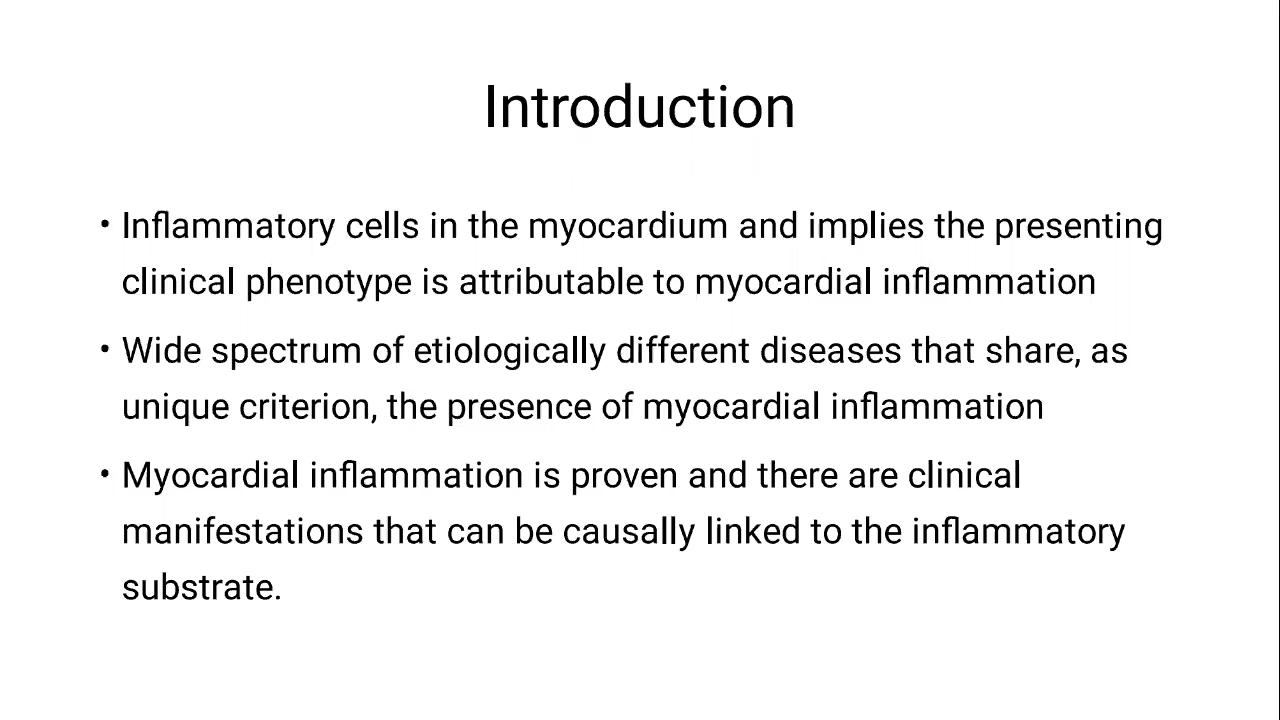 Introduction
• Inflammatory cells in the myocardium and implies the presenting
clinical phenotype is attributable to myocardial inflammation
• Wide spectrum of etiologically different diseases that share, as
unique criterion, the presence of myocardial inflammation
• Myocardial inflammation is proven and there are clinical
manifestations that can be causally linked to the inflammatory
substrate.